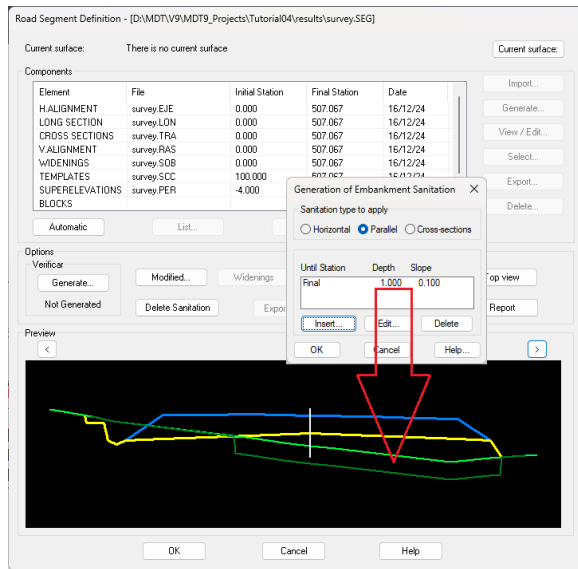 Road Segment Definition - [D:\MDT\V9\MDT9_Projects\Tutorial04\results\survey.SEG]
Current surface: There is no current surface Current surface:
Components
Element File Initial Station Final Station Date
H.ALIGNMENT survey.EJE 0.000 507.067 16/12/24
LONG SECTION survey.LON 0.000 507.067 16/12/24
CROSS SECTIONS survey.TRA 0.000 507.067 16/12/24
V.ALIGNMENT survey.RAS 0.000 507.067 16/12/24
WIDENINGS survey.SOB 0.000 507.067 16/12/24
TEMPLATES survey.SCC 100.000 507.067 16/12/24
SUPERELEVATIONS survey.PER -4.000
BLOCKS
Import...
Generate...
View / Edit...
Select...
Export...
Delete...
Automatic List...
Generation of Embankment Sanitation
Sanitation type to apply
Horizontal Parallel Cross-sections
Until Station Depth Slope
Final 1.000 0.100
Insert... Edit... Delete
OK Cancel Help...
Options
Verificar
Generate... Modified... Widenings Top view
Not Generated Delete Sanitation Expor Report
Preview
< >
OK Cancel Help